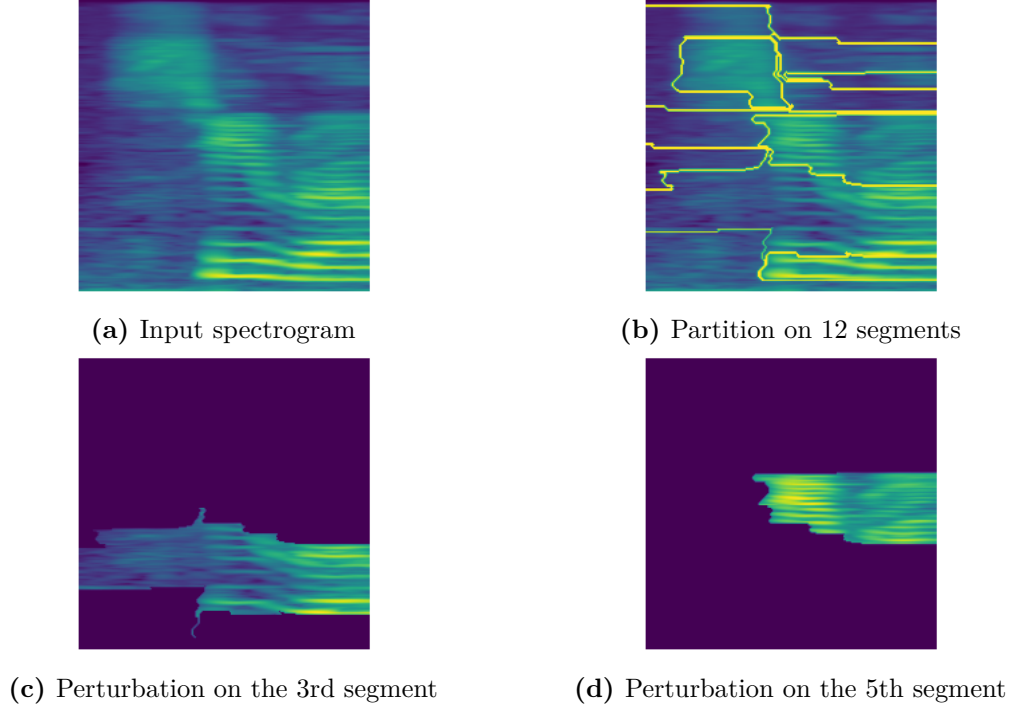 (a) Input spectrogram
(b) Partition on 12 segments
(c) Perturbation on the 3rd segment
(d) Perturbation on the 5th segment